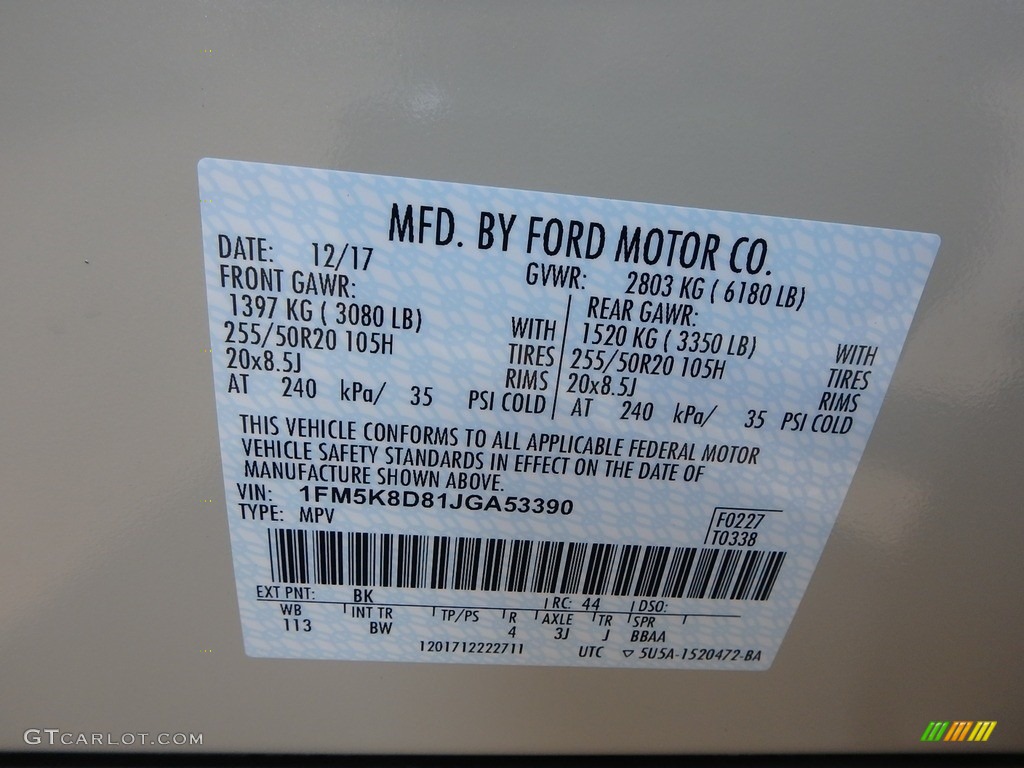 MFD. BY FORD MOTOR CO.
DATE: 12/17 GVWR: 2803 KG ( 6180 LB)
FRONT GAWR: REAR GAWR:
1397 KG ( 3080 LB) WITH 1520 KG ( 3350 LB) WITH
255/50R20 105H TIRES 255/50R20 105H TIRES
20x8.5J RIMS 20x8.5J RIMS
AT 240 kPa/ 35 PSI COLD AT 240 kPa/ 35 PSI COLD
THIS VEHICLE CONFORMS TO ALL APPLICABLE FEDERAL MOTOR
VEHICLE SAFETY STANDARDS IN EFFECT ON THE DATE OF
MANUFACTURE SHOWN ABOVE.
VIN: 1FM5K8D81JGA53390
TYPE: MPV
F0227
T0338
EXT PNT: BK RC: 44 DSO:
WB INT TR TP/PS R AXLE TR SPR
113 BW 4 3J J BBAA
1201712222711 UTC ▽ 5U5A-1520472-BA
GTCARLOT.COM